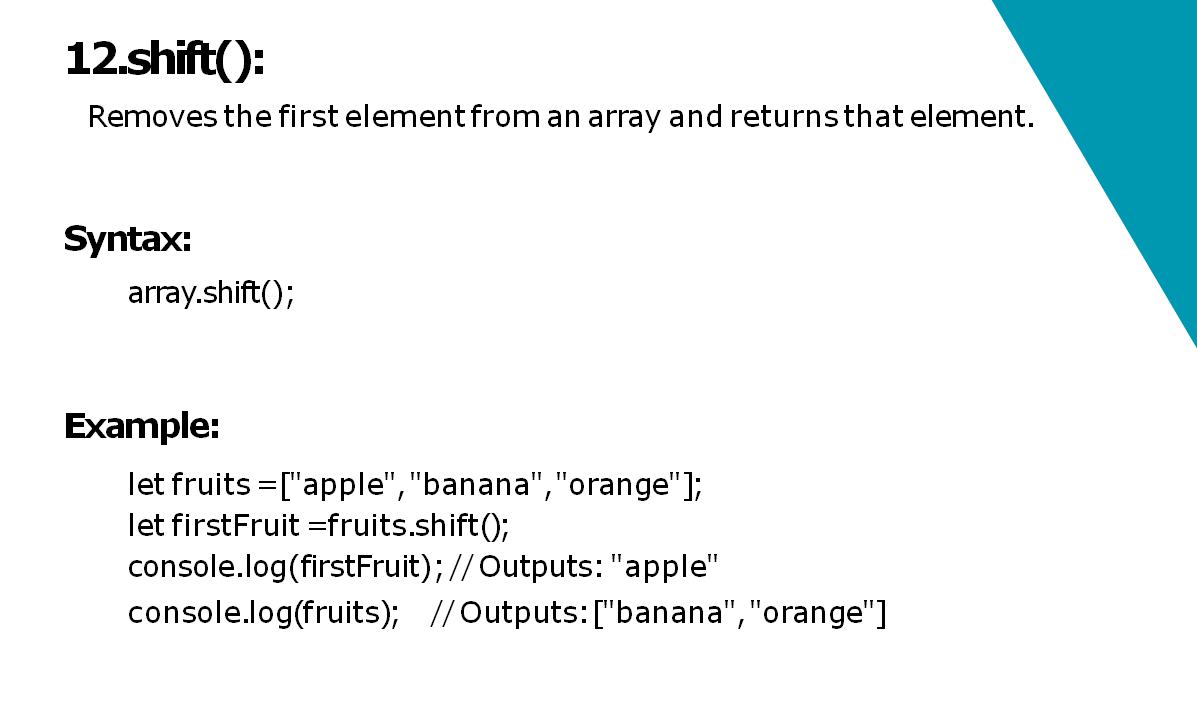 12.shift():
Removes the first element from an array and returns that element.
Syntax:
array.shift();
Example:
let fruits =["apple","banana","orange"];
let firstFruit =fruits.shift();
console.log(firstFruit); // Outputs: "apple"
console.log(fruits); // Outputs: ["banana","orange"]